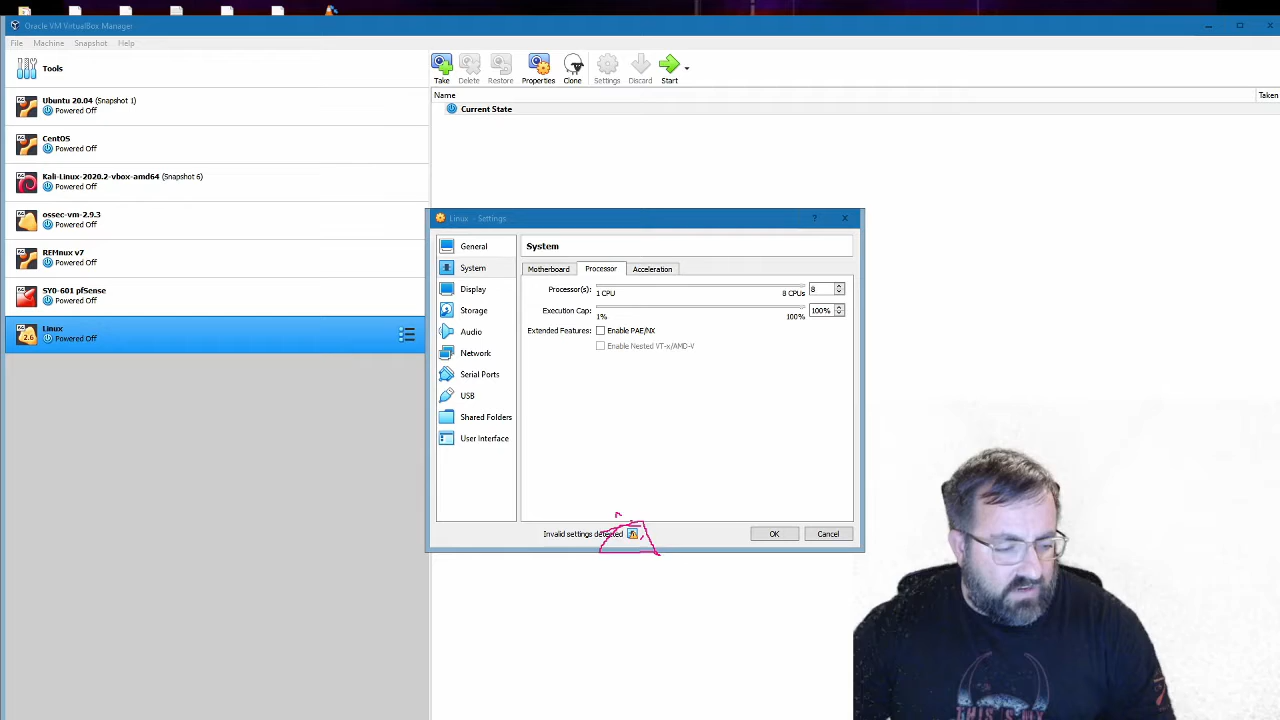 Oracle VM VirtualBox Manager
File Machine Snapshot Help
Tools
Take Delete Restore Properties Clone Settings Discard Start
Name Taken
Current State
Ubuntu 20.04 (Snapshot 1)
Powered Off
CentOS
Powered Off
Kali-Linux-2020.2-vbox-amd64 (Snapshot 6)
Powered Off
ossec-vm-2.9.3
Powered Off
REMnux v7
Powered Off
SY0-601 pfSense
Powered Off
2.6
Linux
Powered Off
Linux - Settings
General
System
Display
Storage
Audio
Network
Serial Ports
USB
Shared Folders
User Interface
System
Motherboard Processor Acceleration
Processor(s): 8
1 CPU 8 CPUs
Execution Cap: 100%
1% 100%
Extended Features: Enable PAE/NX
Enable Nested VT-x/AMD-V
Invalid settings detected OK Cancel
THIS IS MY